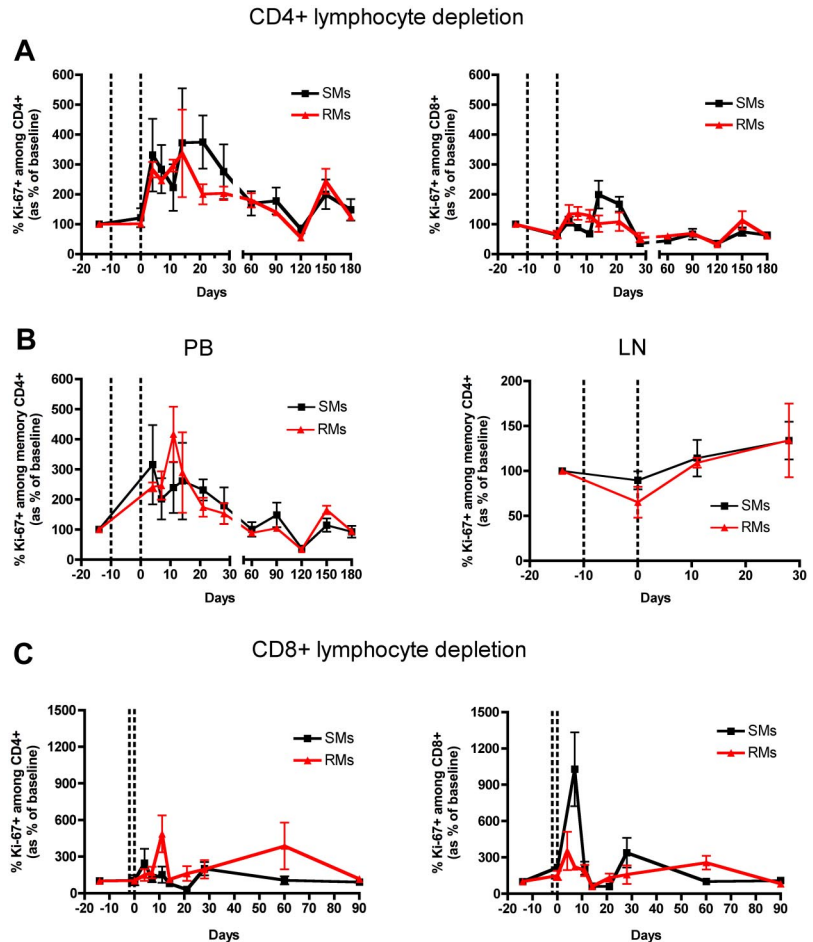 CD4+ lymphocyte depletion
A
% Ki-67+ among CD4+
(as % of baseline)
600
500
400
300
200
100
0
-20 -10 0 10 20 30 60 90 120 150 180
Days
SMs
RMs
% Ki-67+ among CD8+
(as % of baseline)
600
500
400
300
200
100
0
-20 -10 0 10 20 30 60 90 120 150 180
Days
SMs
RMs
B
PB
% Ki-67+ among memory CD4+
(as % of baseline)
600
500
400
300
200
100
0
-20 -10 0 10 20 30 60 90 120 150 180
Days
SMs
RMs
LN
% Ki-67+ among memory CD4+
(as % of baseline)
200
150
100
50
0
-20 -10 0 10 20 30
Days
SMs
RMs
C
CD8+ lymphocyte depletion
% Ki-67+ among CD4+
(as % of baseline)
1500
1200
900
600
300
0
-20 -10 0 10 20 30 40 50 60 70 80 90
Days
SMs
RMs
% Ki-67+ among CD8+
(as % of baseline)
1500
1200
900
600
300
0
-20 -10 0 10 20 30 40 50 60 70 80 90
Days
SMs
RMs